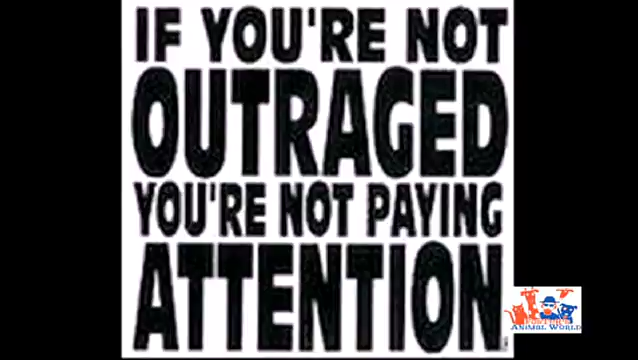 IF YOU'RE NOT
OUTRAGED
YOU'RE NOT PAYING
ATTENTION
ANIMAL WORLD